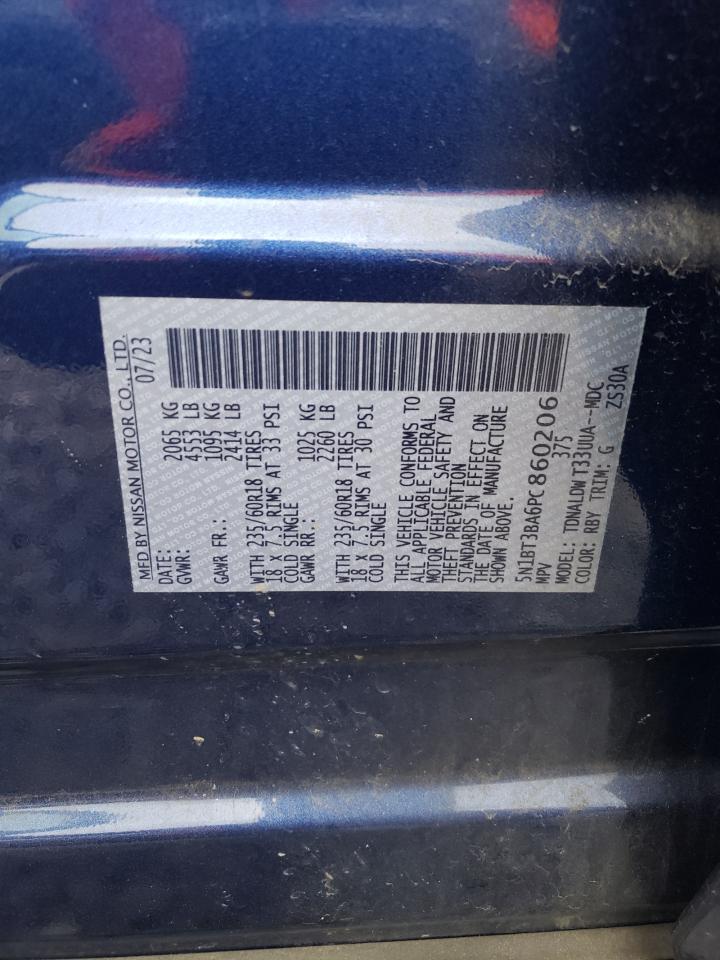 MFD BY NISSAN MOTOR CO., LTD.
DATE: 07/23
GVWR: 2065 KG
4553 LB
GAWR FR.: 1095 KG
2414 LB
WITH 235/60R18 TIRES
18 X 7.5 RIMS AT 33 PSI
COLD SINGLE
GAWR RR.: 1025 KG
2260 LB
WITH 235/60R18 TIRES
18 X 7.5 RIMS AT 30 PSI
COLD SINGLE
THIS VEHICLE CONFORMS TO
ALL APPLICABLE FEDERAL
MOTOR VEHICLE SAFETY AND
THEFT PREVENTION
STANDARDS IN EFFECT ON
THE DATE OF MANUFACTURE
SHOWN ABOVE.
5N1BT3BA6PC860206
MPV 375
MODEL: TDNALDWT33UUA--MDC
COLOR: RBY TRIM: G ZS30A